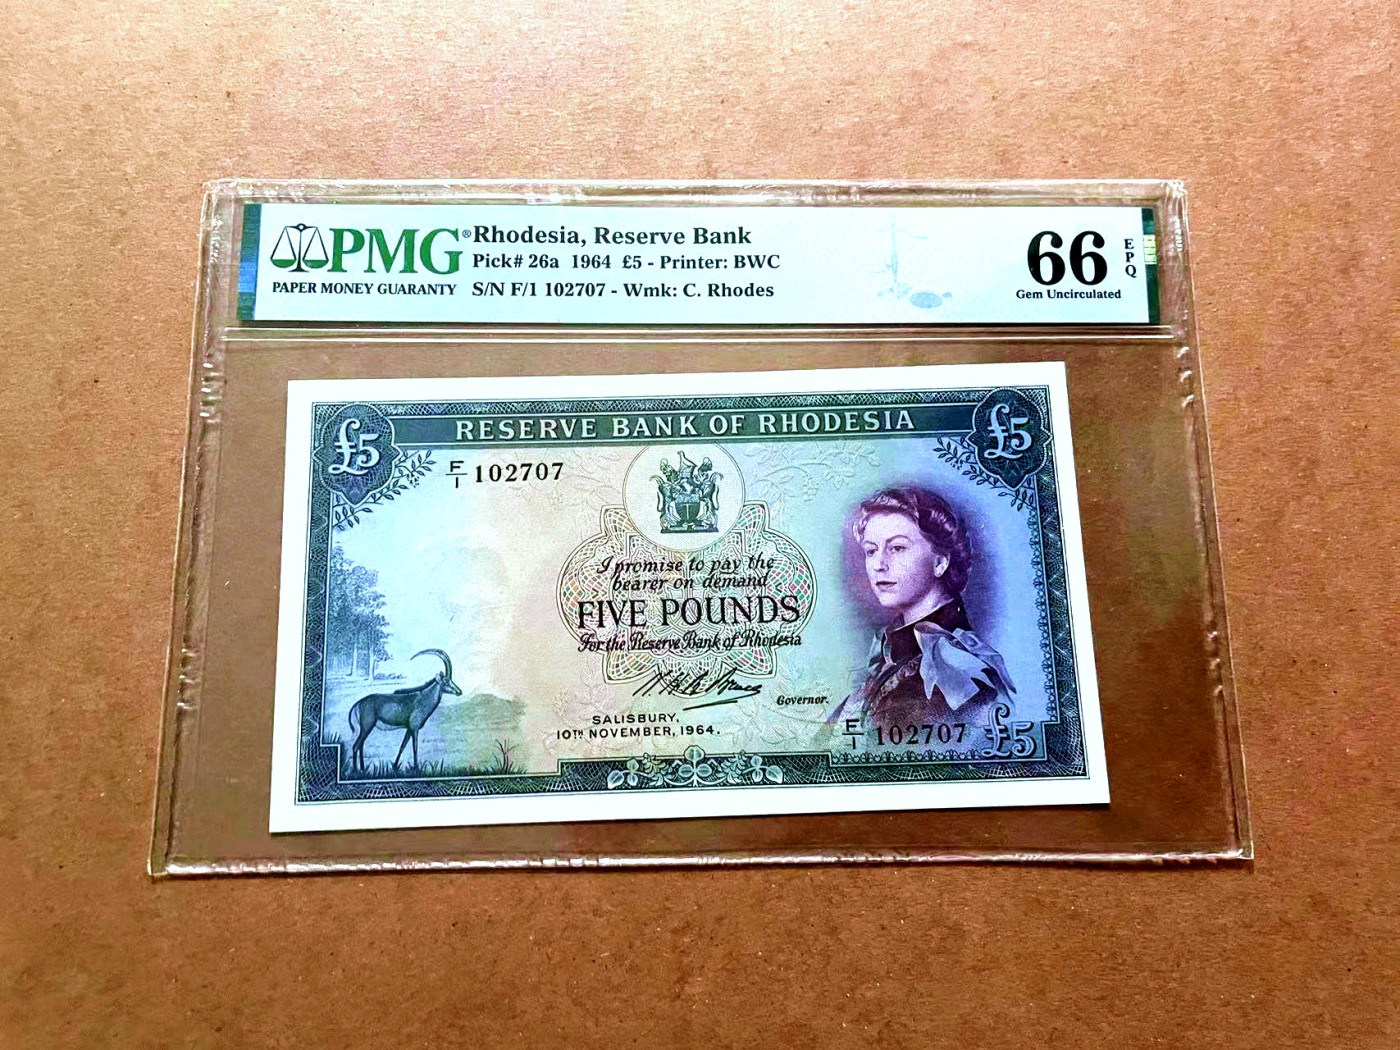 PMG®
PAPER MONEY GUARANTY
Rhodesia, Reserve Bank
Pick# 26a 1964 £5 - Printer: BWC
S/N F/1 102707 - Wmk: C. Rhodes
66
EPQ
Gem Uncirculated
£5
RESERVE BANK OF RHODESIA
£5
F/1 102707
I promise to pay the
bearer on demand
FIVE POUNDS
For the Reserve Bank of Rhodesia
Governor.
SALISBURY,
10TH NOVEMBER, 1964.
F/1 102707
£5